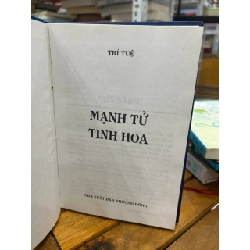 TRÍ TUỆ
MẠNH TỬ
TINH HOA